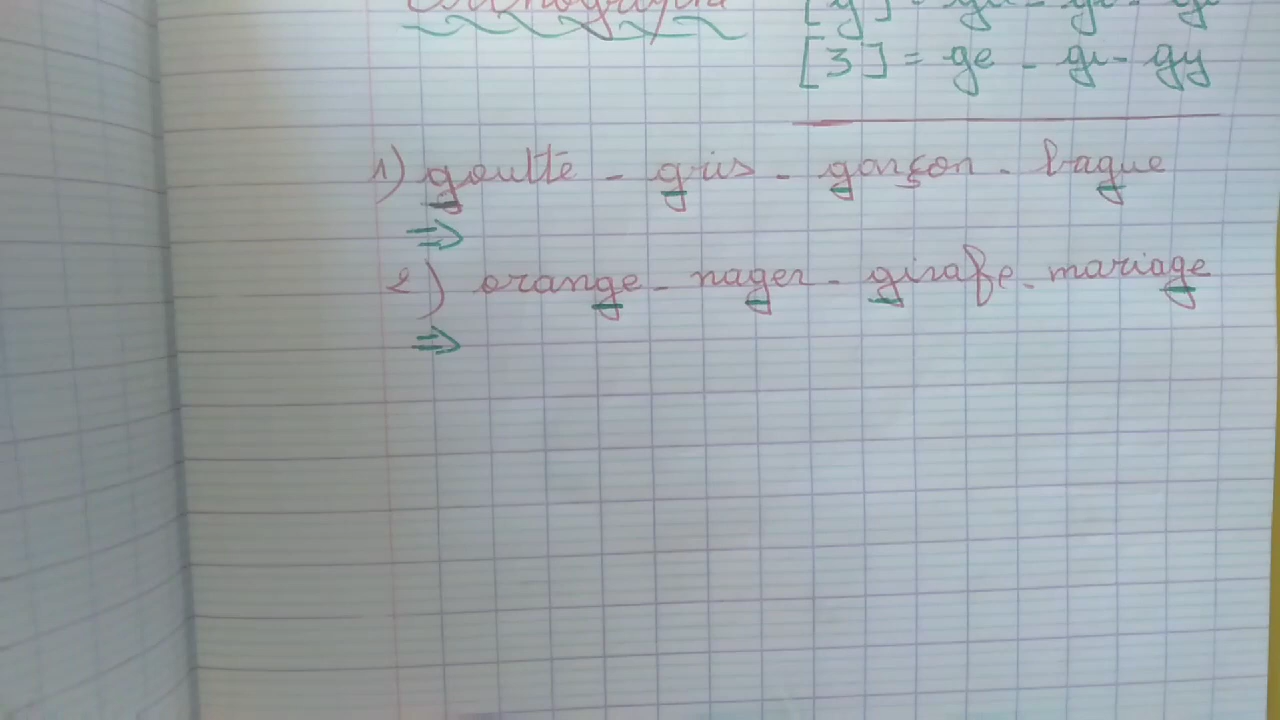 [ʒ] = ge - gi - gy
1) goutte - gris - garçon - bague
⇒
2) orange - nager - girafe - mariage
⇒